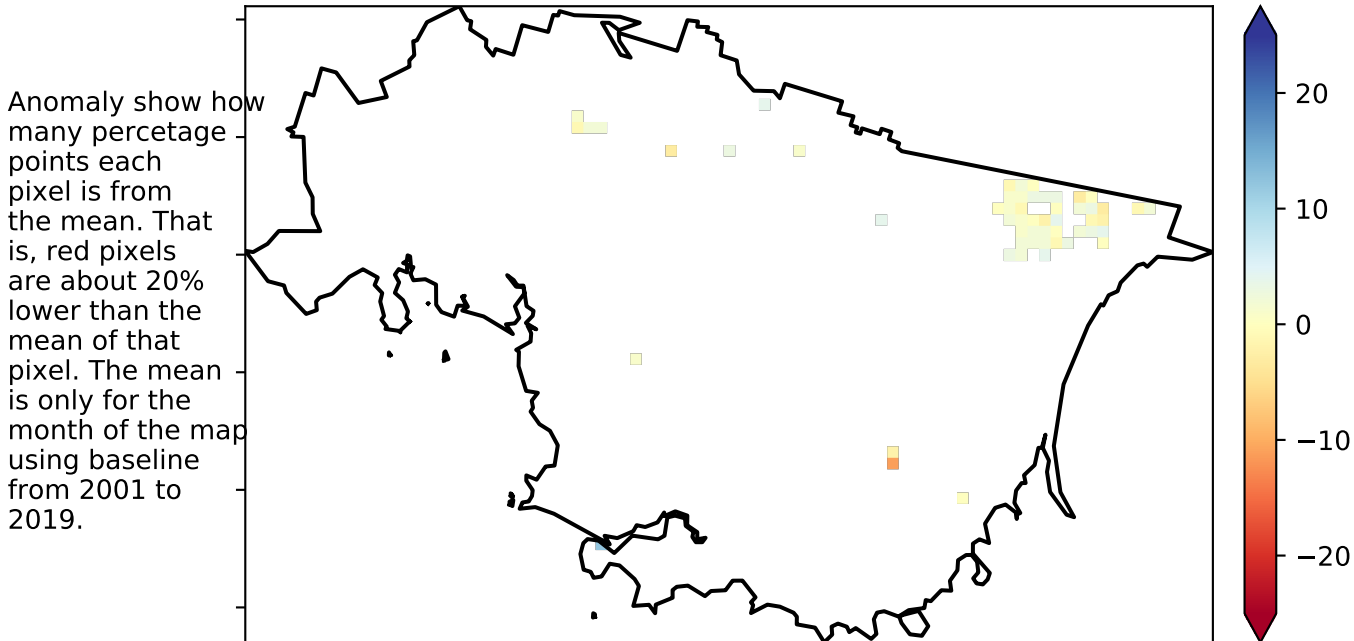 Anomaly show how
many percetage
points each
pixel is from
the mean. That
is, red pixels
are about 20%
lower than the
mean of that
pixel. The mean
is only for the
month of the map
using baseline
from 2001 to
2019.
20
10
0
−10
−20